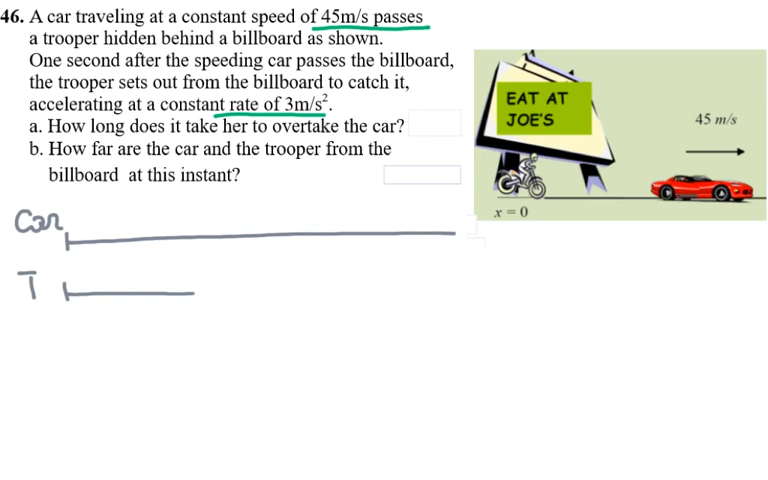 46. A car traveling at a constant speed of 45m/s passes
a trooper hidden behind a billboard as shown.
One second after the speeding car passes the billboard,
the trooper sets out from the billboard to catch it,
accelerating at a constant rate of 3m/s².
a. How long does it take her to overtake the car?
b. How far are the car and the trooper from the
billboard at this instant?
EAT AT
JOE'S
45 m/s
x = 0
Car
T